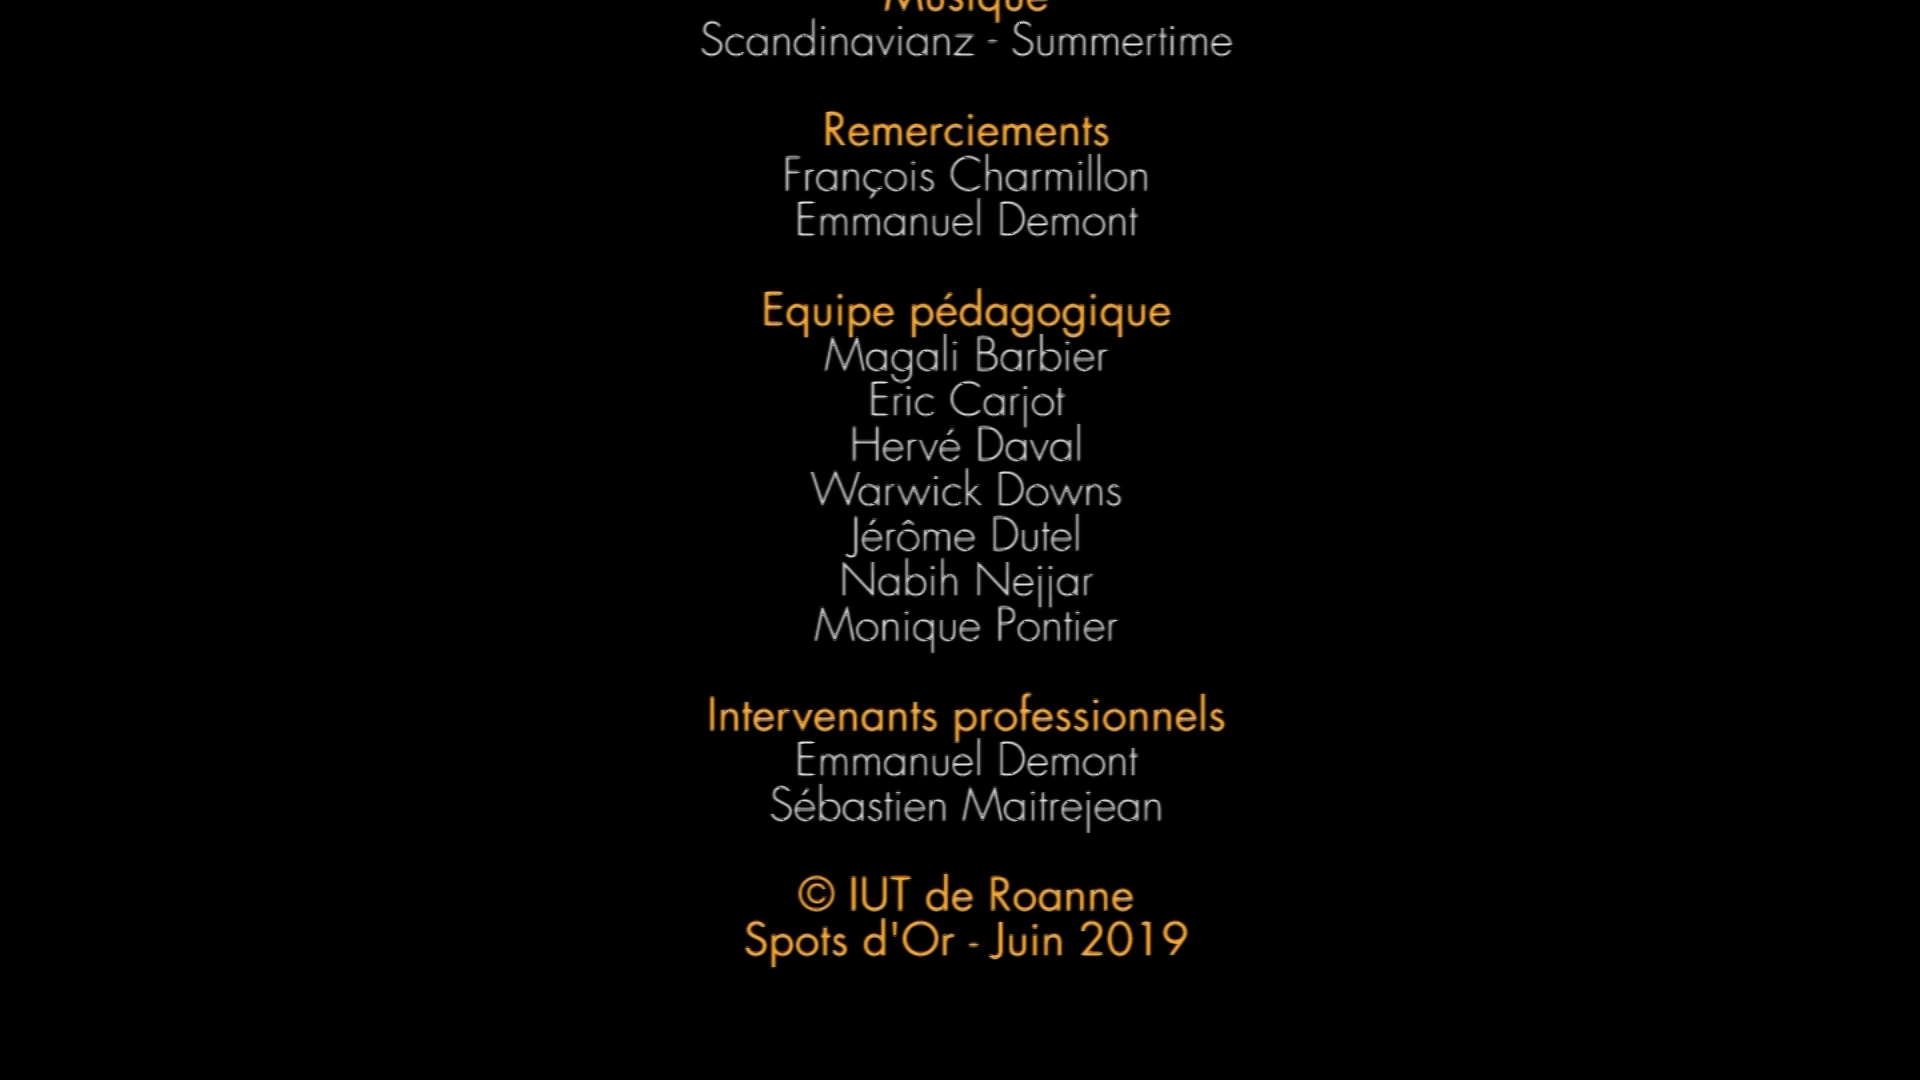 Musique
Scandinavianz - Summertime
Remerciements
François Charmillon
Emmanuel Demont
Equipe pédagogique
Magali Barbier
Eric Carjot
Hervé Daval
Warwick Downs
Jérôme Dutel
Nabih Nejjar
Monique Pontier
Intervenants professionnels
Emmanuel Demont
Sébastien Maitrejean
© IUT de Roanne
Spots d'Or - Juin 2019